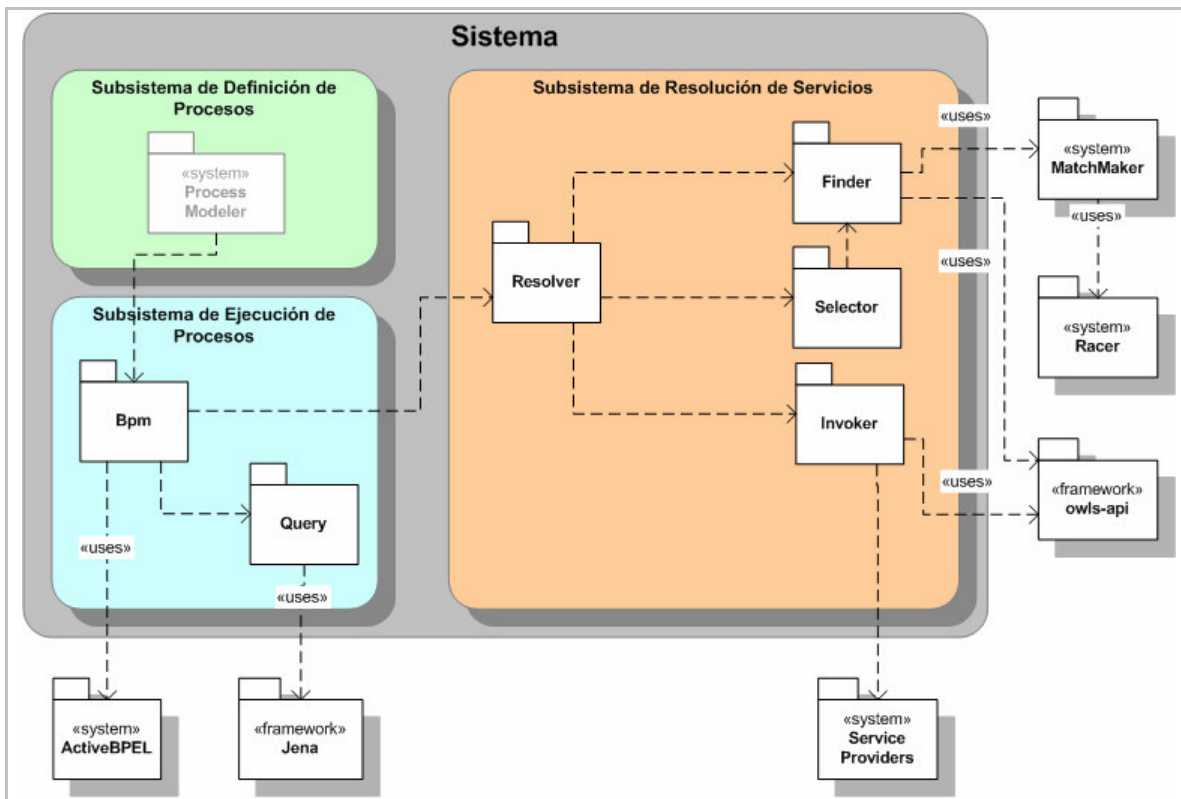 Sistema
Subsistema de Definición de
Procesos
«system»
Process
Modeler
Subsistema de Ejecución de
Procesos
Bpm
Query
«uses»
«uses»
Subsistema de Resolución de Servicios
Resolver
Finder
Selector
Invoker
«uses»
«uses»
«uses»
«system»
MatchMaker
«uses»
«system»
Racer
«framework»
owls-api
«system»
ActiveBPEL
«framework»
Jena
«system»
Service
Providers